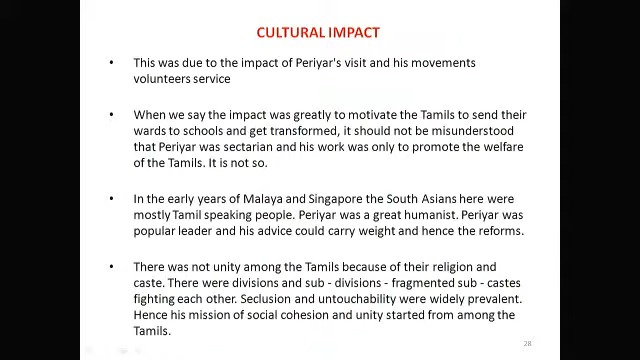 CULTURAL IMPACT
• This was due to the impact of Periyar's visit and his movements
volunteers service
• When we say the impact was greatly to motivate the Tamils to send their
wards to schools and get transformed, it should not be misunderstood
that Periyar was sectarian and his work was only to promote the welfare
of the Tamils. It is not so.
• In the early years of Malaya and Singapore the South Asians here were
mostly Tamil speaking people. Periyar was a great humanist. Periyar was
popular leader and his advice could carry weight and hence the reforms.
• There was not unity among the Tamils because of their religion and
caste. There were divisions and sub - divisions - fragmented sub - castes
fighting each other. Seclusion and untouchability were widely prevalent.
Hence his mission of social cohesion and unity started from among the
Tamils.
28